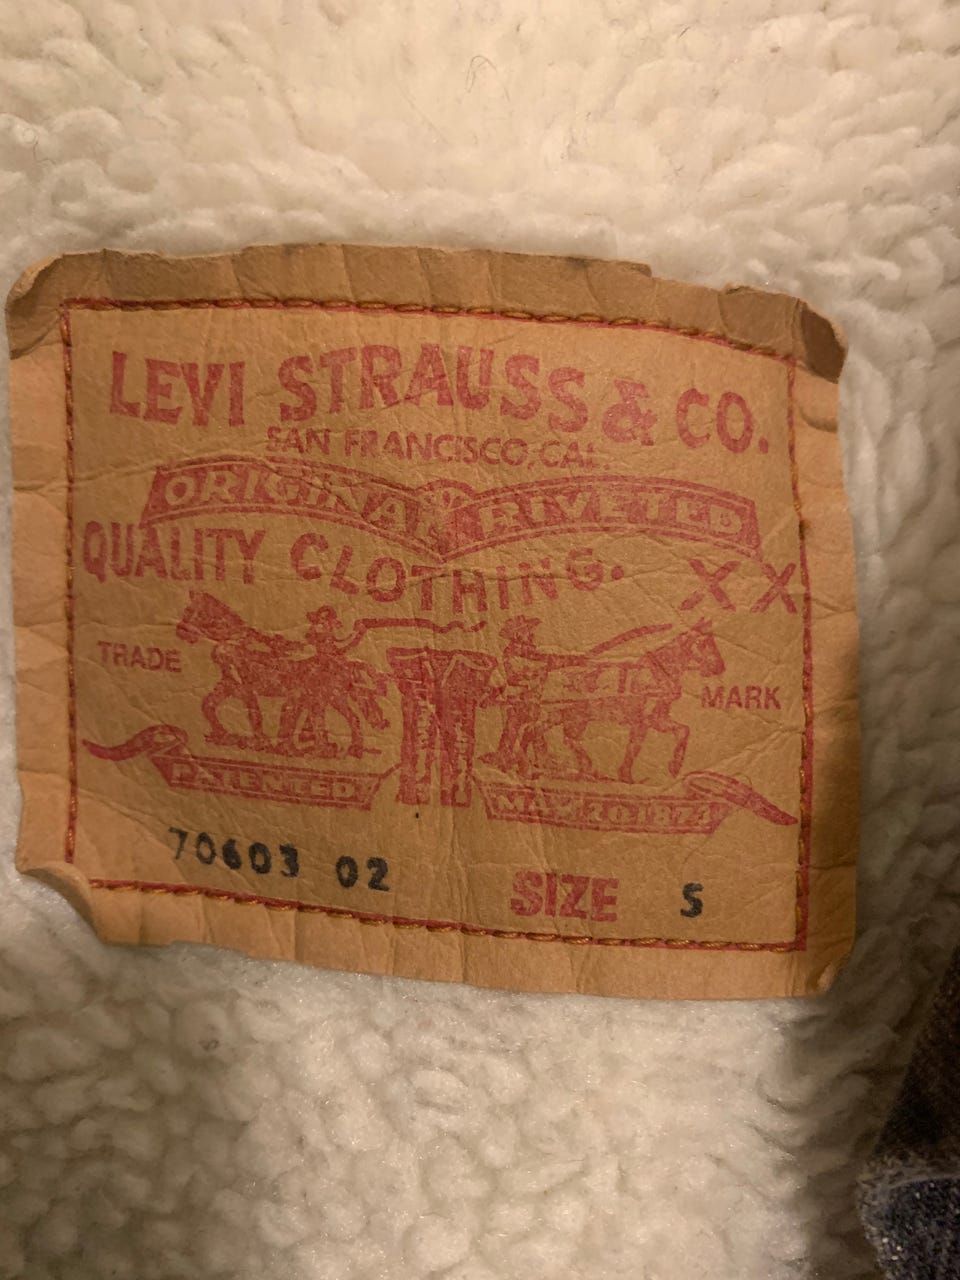 LEVI STRAUSS & CO.
SAN FRANCISCO, CAL.
ORIGINAL RIVETED
QUALITY CLOTHING. XX
TRADE MARK
PATENTED MAY 20 1873
70603 02 SIZE S